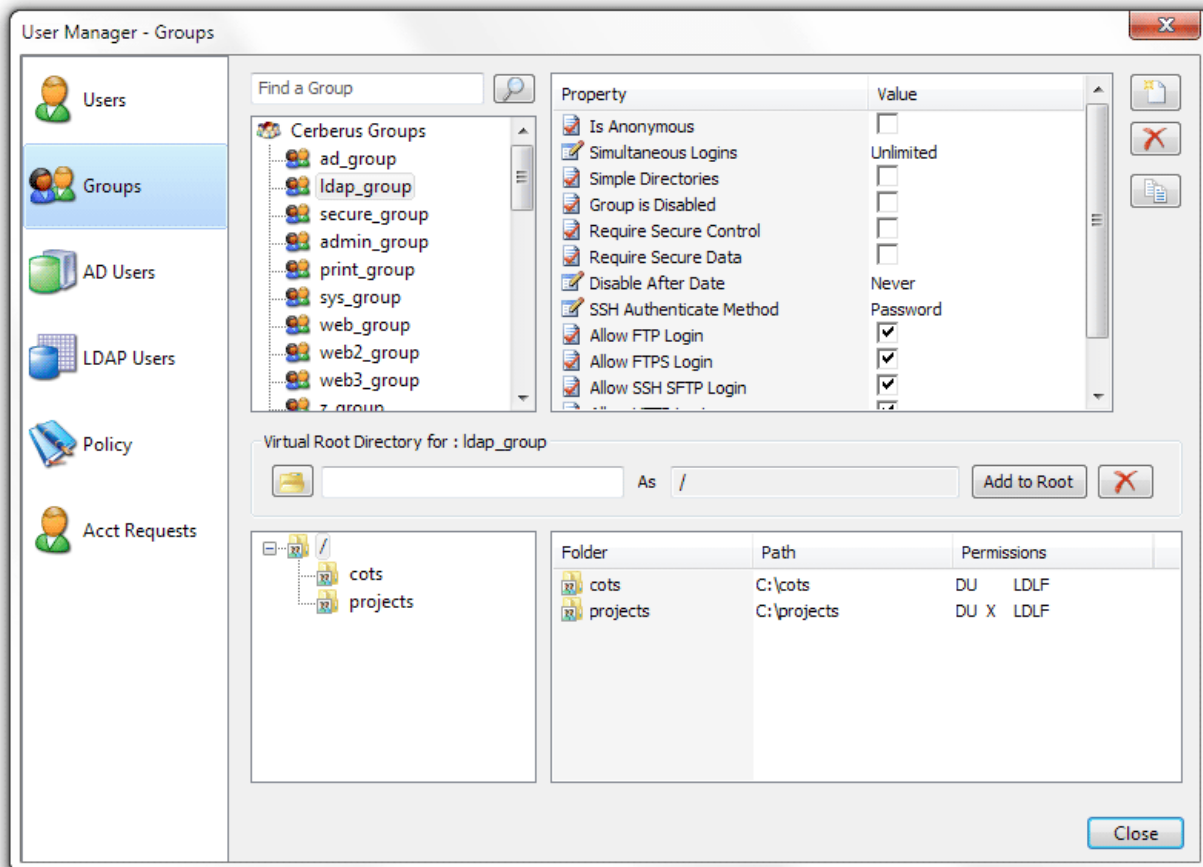 User Manager - Groups
Users
Groups
AD Users
LDAP Users
Policy
Acct Requests
Find a Group
Cerberus Groups
ad_group
ldap_group
secure_group
admin_group
print_group
sys_group
web_group
web2_group
web3_group
z_group
Property Value
Is Anonymous
Simultaneous Logins Unlimited
Simple Directories
Group is Disabled
Require Secure Control
Require Secure Data
Disable After Date Never
SSH Authenticate Method Password
Allow FTP Login
Allow FTPS Login
Allow SSH SFTP Login
Virtual Root Directory for : ldap_group
As / Add to Root
/
cots
projects
Folder Path Permissions
cots C:\cots DU LDLF
projects C:\projects DU X LDLF
Close